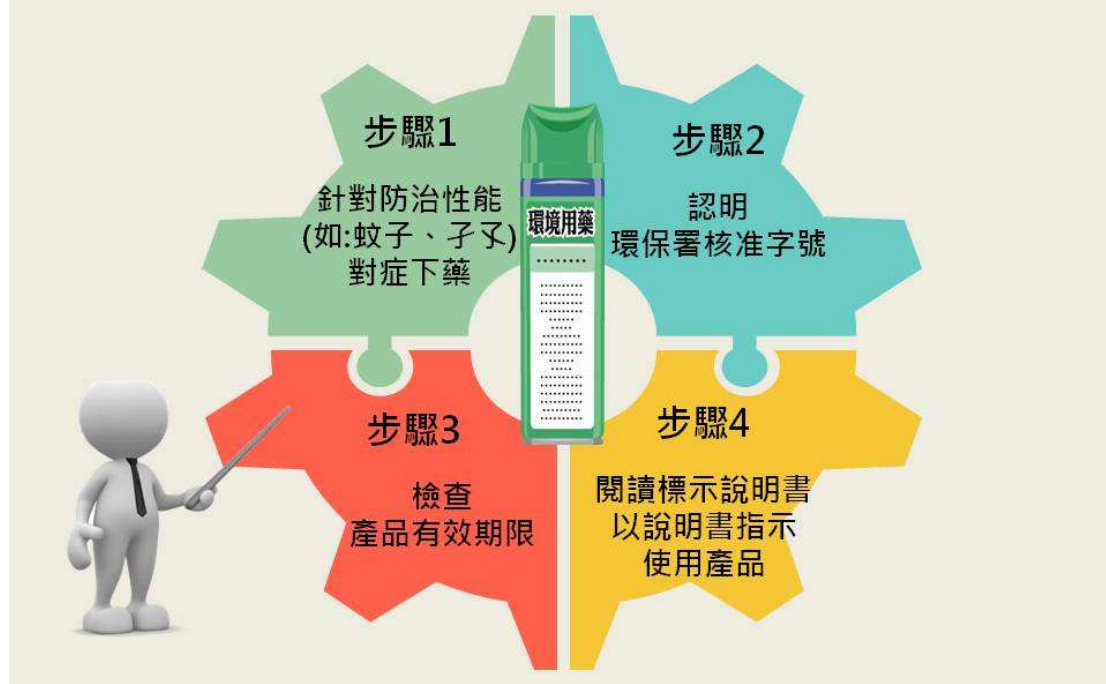 步驟1
針對防治性能
(如:蚊子、孑孓)
對症下藥
環境用藥
步驟2
認明
環保署核准字號
步驟3
檢查
產品有效期限
步驟4
閱讀標示說明書
以說明書指示
使用產品